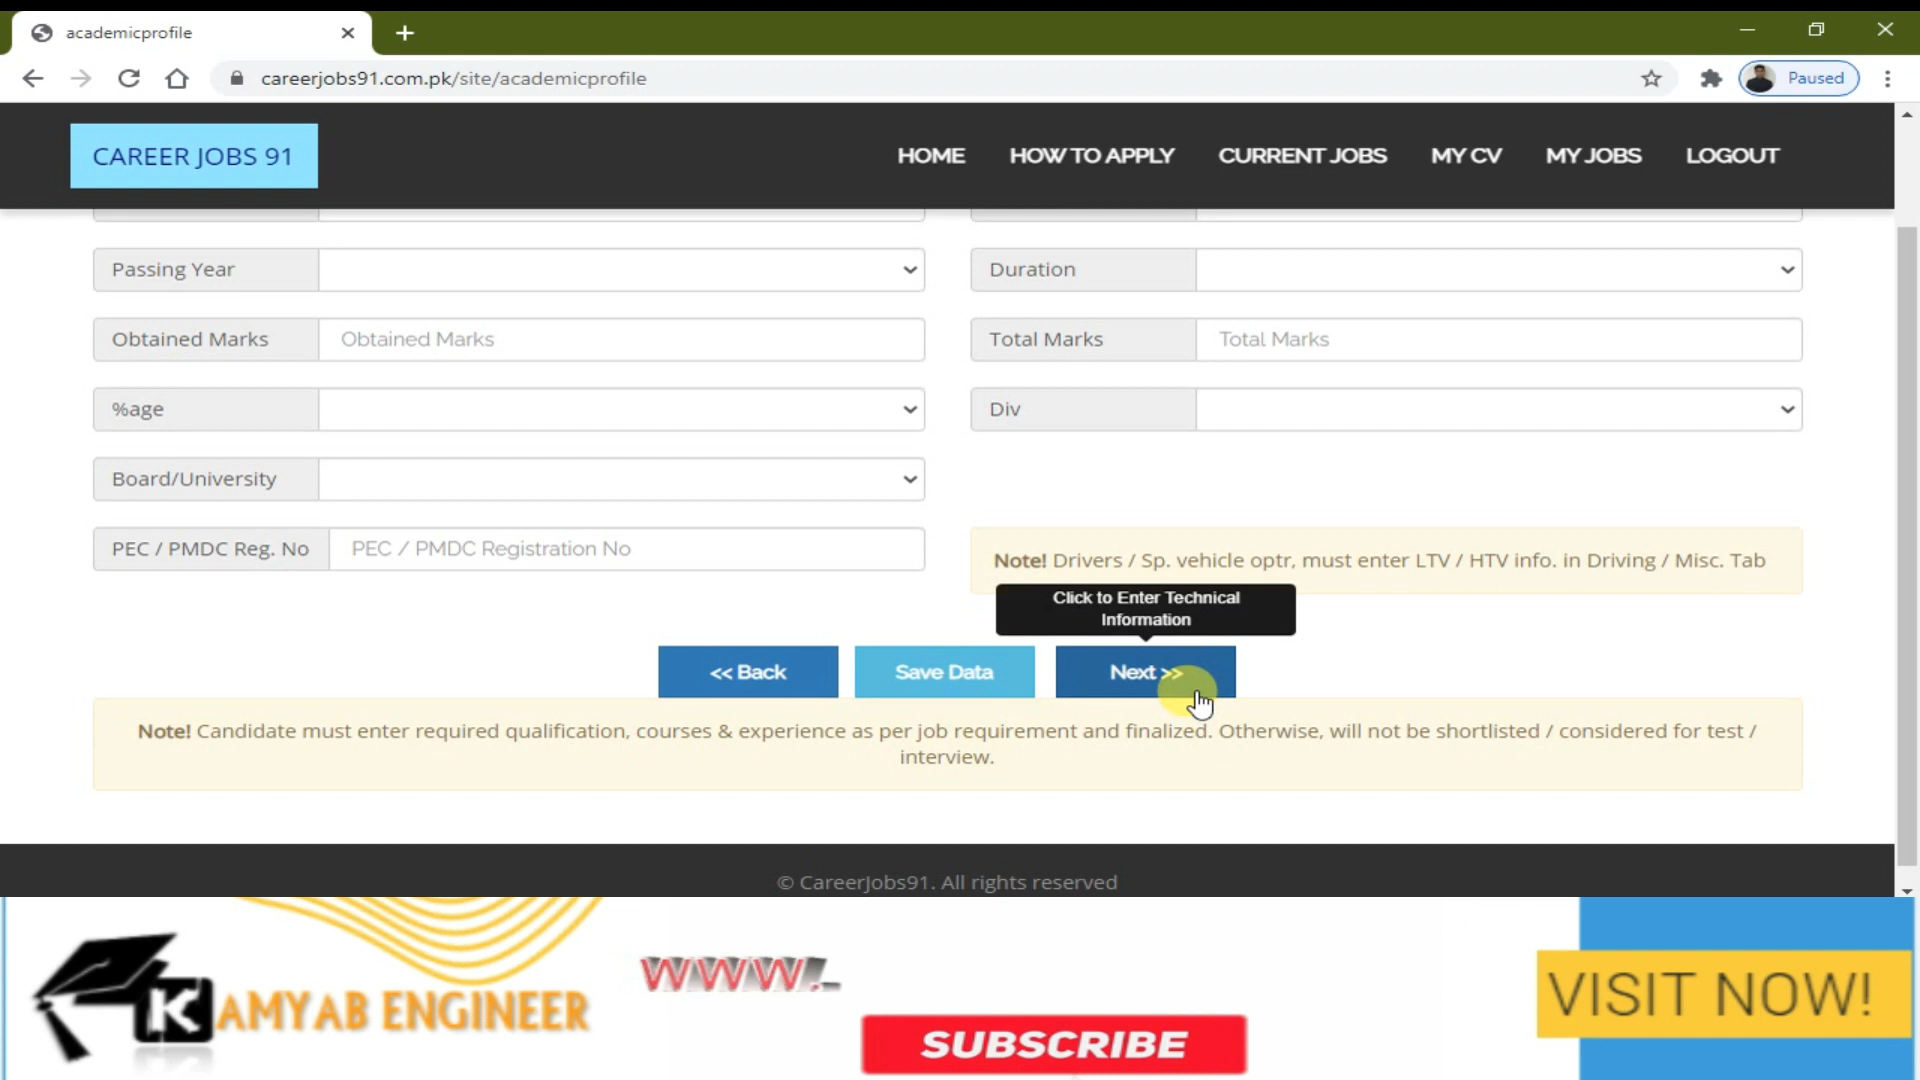 academicprofile
careerjobs91.com.pk/site/academicprofile
Paused
CAREER JOBS 91
HOME HOW TO APPLY CURRENT JOBS MY CV MY JOBS LOGOUT
Passing Year
Duration
Obtained Marks Obtained Marks
Total Marks Total Marks
%age
Div
Board/University
PEC / PMDC Reg. No PEC / PMDC Registration No
Note! Drivers / Sp. vehicle optr, must enter LTV / HTV info. in Driving / Misc. Tab
Click to Enter Technical
Information
<< Back Save Data Next >>
Note! Candidate must enter required qualification, courses & experience as per job requirement and finalized. Otherwise, will not be shortlisted / considered for test /
interview.
© CareerJobs91. All rights reserved
KAMYAB ENGINEER
WWW._
VISIT NOW!
SUBSCRIBE